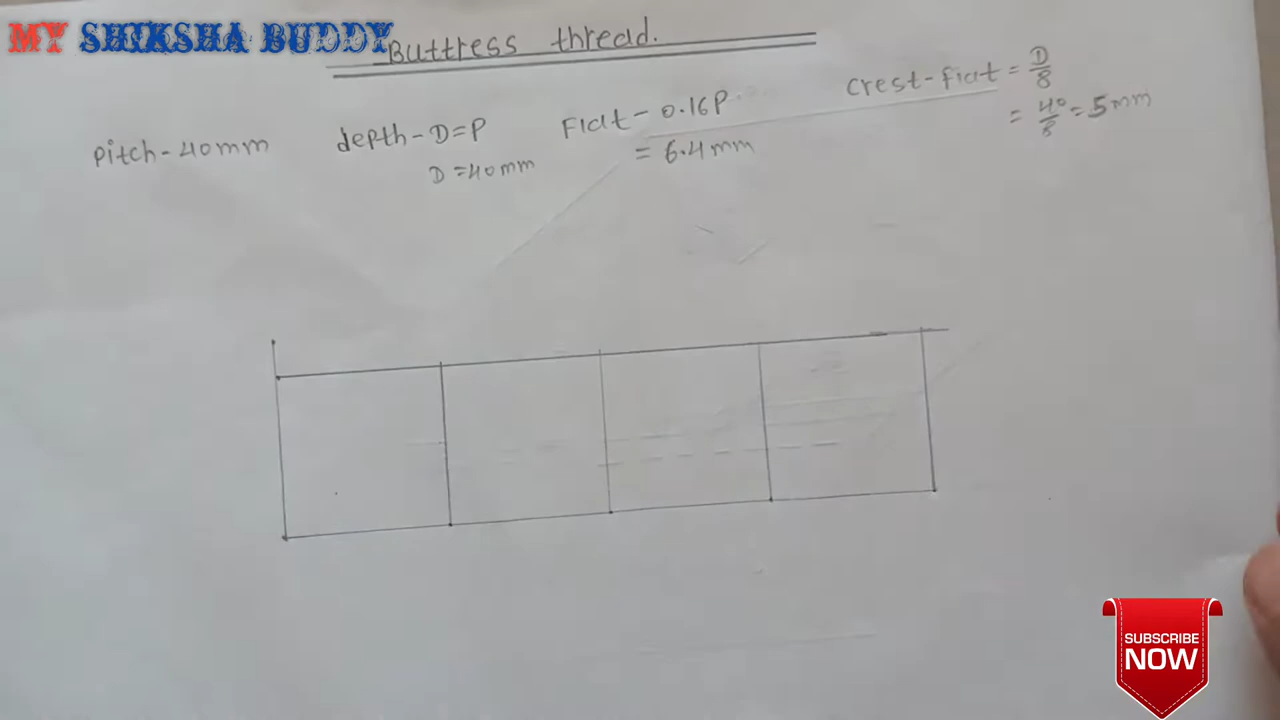 MY SHIKSHA BUDDY
Buttress thread.
pitch-40mm
depth-D=P
D=40mm
Flat-0.16P
= 6.4mm
Crest-Flat = D/8
= 40/8 = 5mm
SUBSCRIBE
NOW